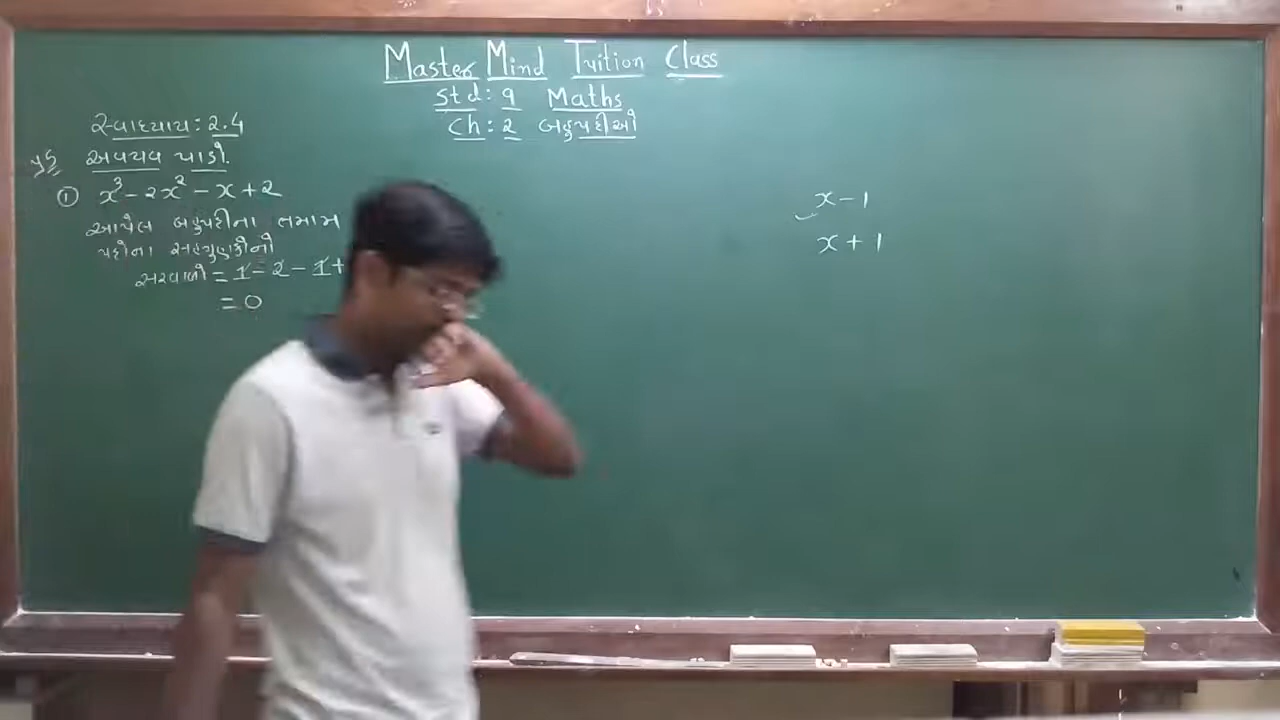 Master Mind Tuition Class
std: 9 Maths
Ch: 2 બહુપદીઓ
સ્વાધ્યાય: 2.4
પ્ર5 અવયવ પાડો.
① x³ - 2x² - x + 2
આપેલ બહુપદીના તમામ
પદોના સહગુણકોનો
સરવાળો = 1 - 2 - 1 +
= 0
x - 1
x + 1